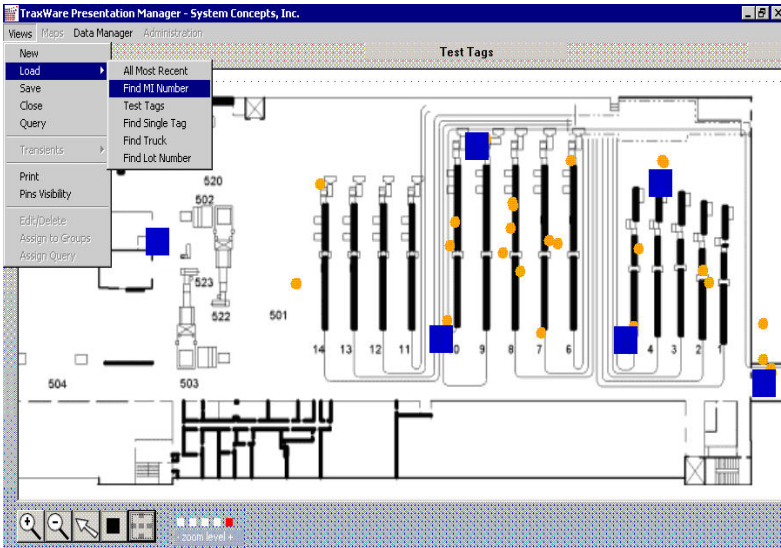 TraxWare Presentation Manager - System Concepts, Inc.
Views Maps Data Manager Administration
Test Tags
New
Load
Save
Close
Query
Transients
Print
Pins Visibility
Edit/Delete
Assign to Groups
Assign Query
All Most Recent
Find MI Number
Test Tags
Find Single Tag
Find Truck
Find Lot Number
520
502
523
522
501
14 13 12 11 0 9 8 7 6 4 3 2 1
504
503
- zoom level +